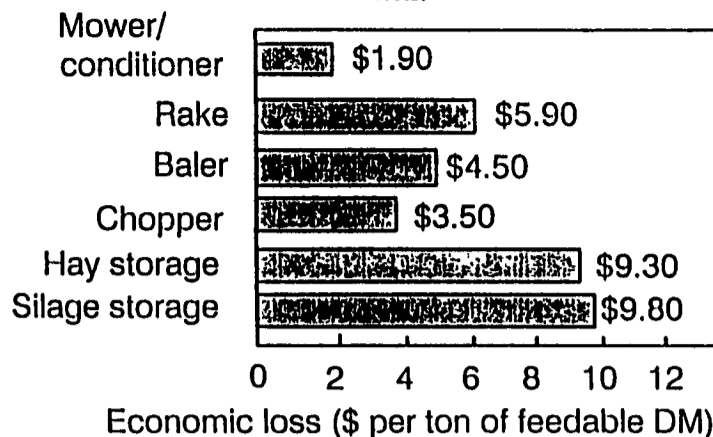 Mower/
conditioner $1.90
Rake $5.90
Baler $4.50
Chopper $3.50
Hay storage $9.30
Silage storage $9.80
0 2 4 6 8 10 12
Economic loss ($ per ton of feedable DM)